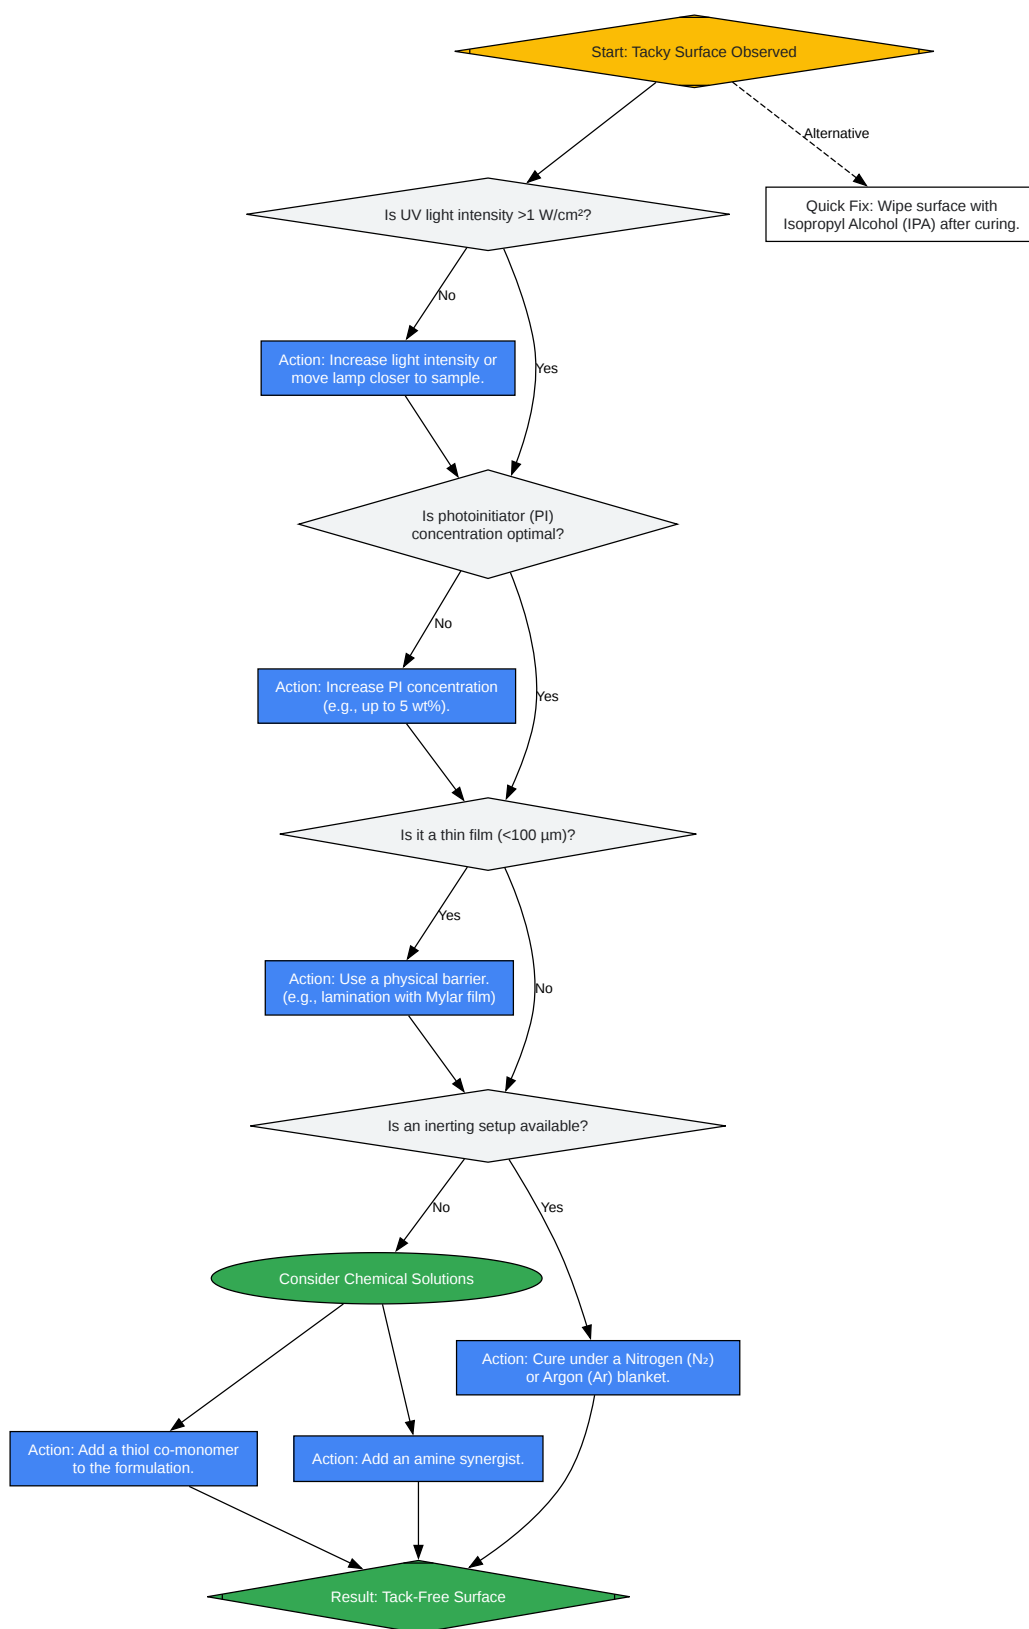 Start: Tacky Surface Observed
Alternative
Quick Fix: Wipe surface with
Isopropyl Alcohol (IPA) after curing.
Is UV light intensity >1 W/cm²?
No
Action: Increase light intensity or
move lamp closer to sample.
Yes
Is photoinitiator (PI)
concentration optimal?
No
Action: Increase PI concentration
(e.g., up to 5 wt%).
Yes
Is it a thin film (<100 µm)?
Yes
Action: Use a physical barrier.
(e.g., lamination with Mylar film)
No
Is an inerting setup available?
No
Yes
Consider Chemical Solutions
Action: Cure under a Nitrogen (N₂)
or Argon (Ar) blanket.
Action: Add a thiol co-monomer
to the formulation.
Action: Add an amine synergist.
Result: Tack-Free Surface